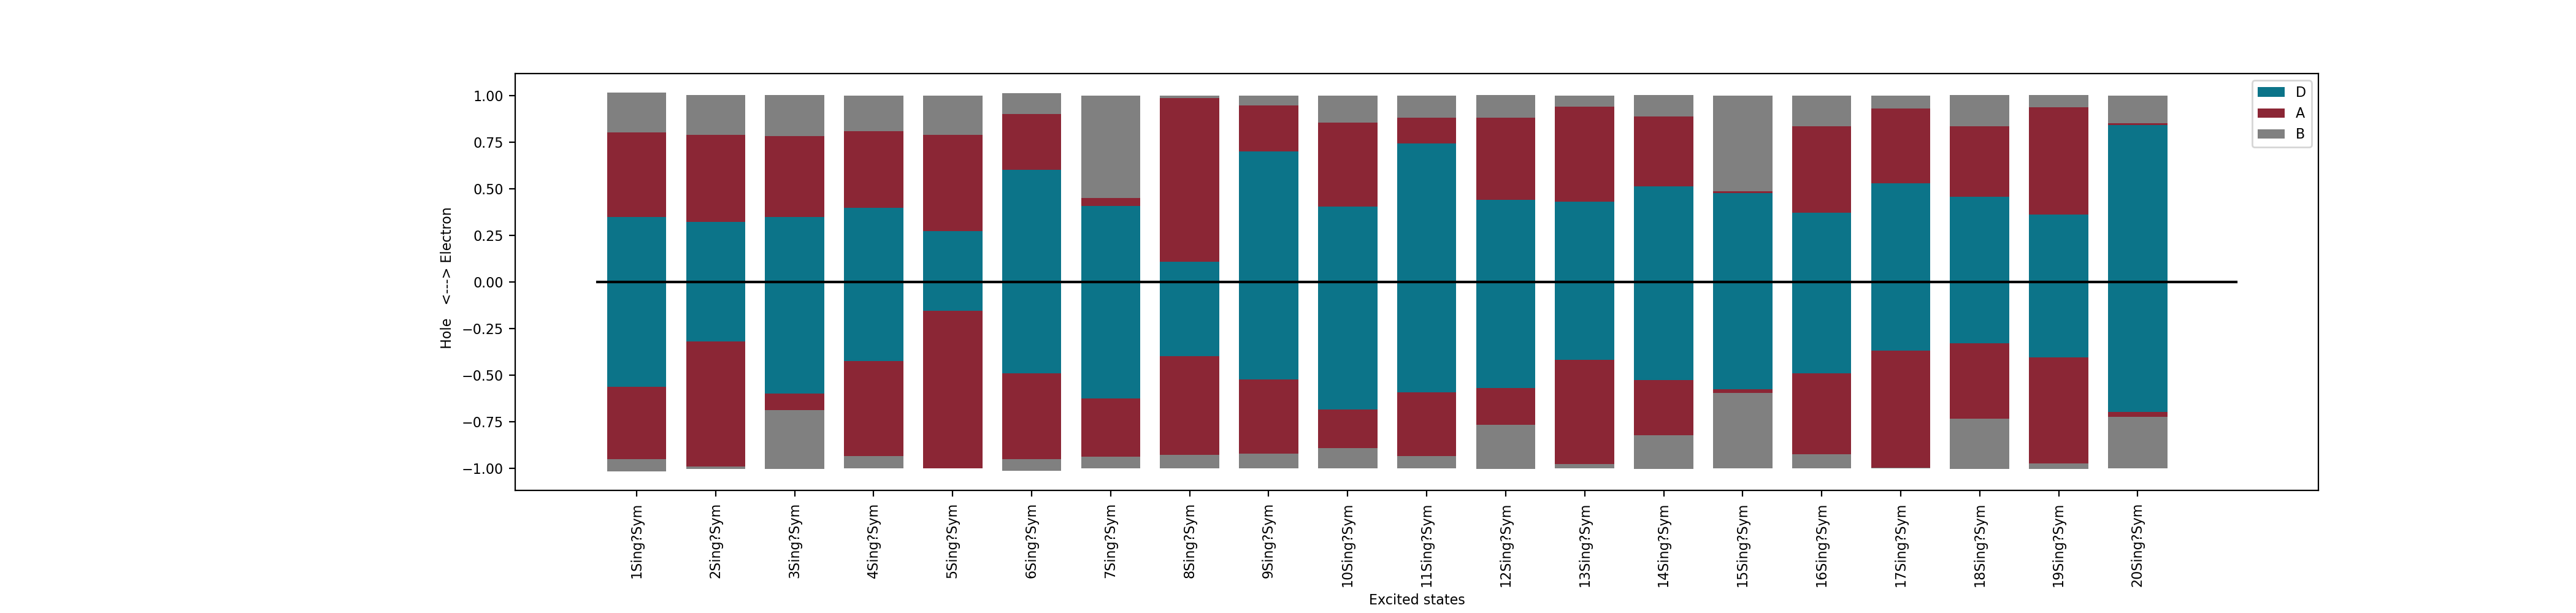 1.00
0.75
0.50
0.25
0.00
−0.25
−0.50
−0.75
−1.00
Hole <----> Electron
D
A
B
1Sing?Sym
2Sing?Sym
3Sing?Sym
4Sing?Sym
5Sing?Sym
6Sing?Sym
7Sing?Sym
8Sing?Sym
9Sing?Sym
10Sing?Sym
11Sing?Sym
12Sing?Sym
13Sing?Sym
14Sing?Sym
15Sing?Sym
16Sing?Sym
17Sing?Sym
18Sing?Sym
19Sing?Sym
20Sing?Sym
Excited states